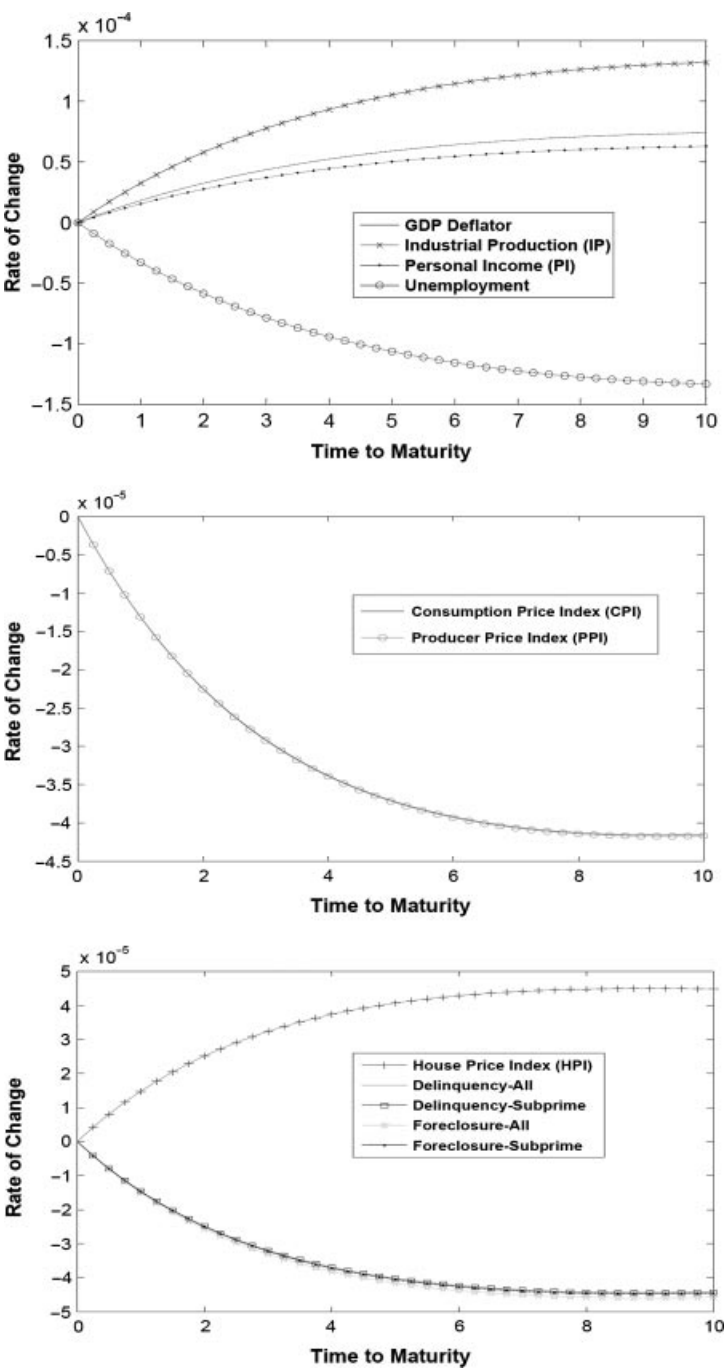 x 10⁻⁴
1.5
1
0.5
0
−0.5
−1
−1.5
Rate of Change
GDP Deflator
Industrial Production (IP)
Personal Income (PI)
Unemployment
0 1 2 3 4 5 6 7 8 9 10
Time to Maturity
x 10⁻⁵
0
−0.5
−1
−1.5
−2
−2.5
−3
−3.5
−4
−4.5
Rate of Change
Consumption Price Index (CPI)
Producer Price Index (PPI)
0 2 4 6 8 10
Time to Maturity
x 10⁻⁵
5
4
3
2
1
0
−1
−2
−3
−4
−5
Rate of Change
House Price Index (HPI)
Delinquency-All
Delinquency-Subprime
Foreclosure-All
Foreclosure-Subprime
0 2 4 6 8 10
Time to Maturity